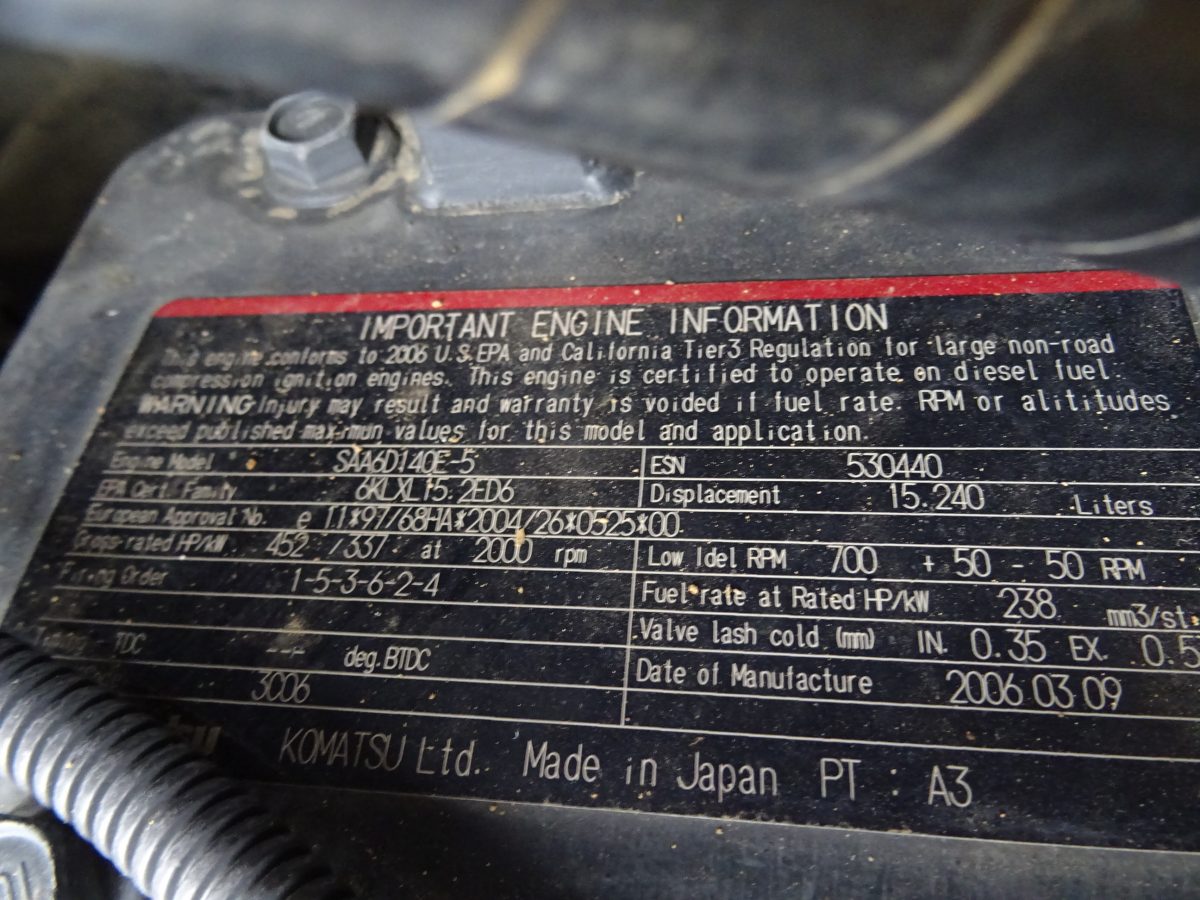 IMPORTANT ENGINE INFORMATION
This engine conforms to 2006 U.S.EPA and California Tier3 Regulation for large non-road
compression ignition engines. This engine is certified to operate on diesel fuel.
WARNING Injury may result and warranty is voided if fuel rate. RPM or alititudes
exceed published maximun values for this model and application.
Engine Model SAA6D140E-5 ESN 530440
EPA Cert. Family 6KLXL15.2ED6 Displacement 15.240 Liters
European Approval No. e 11*97/68HA*2004/26*0525*00
Gross-rated HP/kW 452 /337 at 2000 rpm Low Idel RPM 700 +50 - 50 RPM
Firing Order 1-5-3-6-2-4 Fuel rate at Rated HP/kW 238 mm3/st
Valve lash cold (mm) IN. 0.35 EX. 0.5
TDC --- deg.BTDC
3006 Date of Manufacture 2006 03 09
KOMATSU Ltd. Made in Japan PT : A3